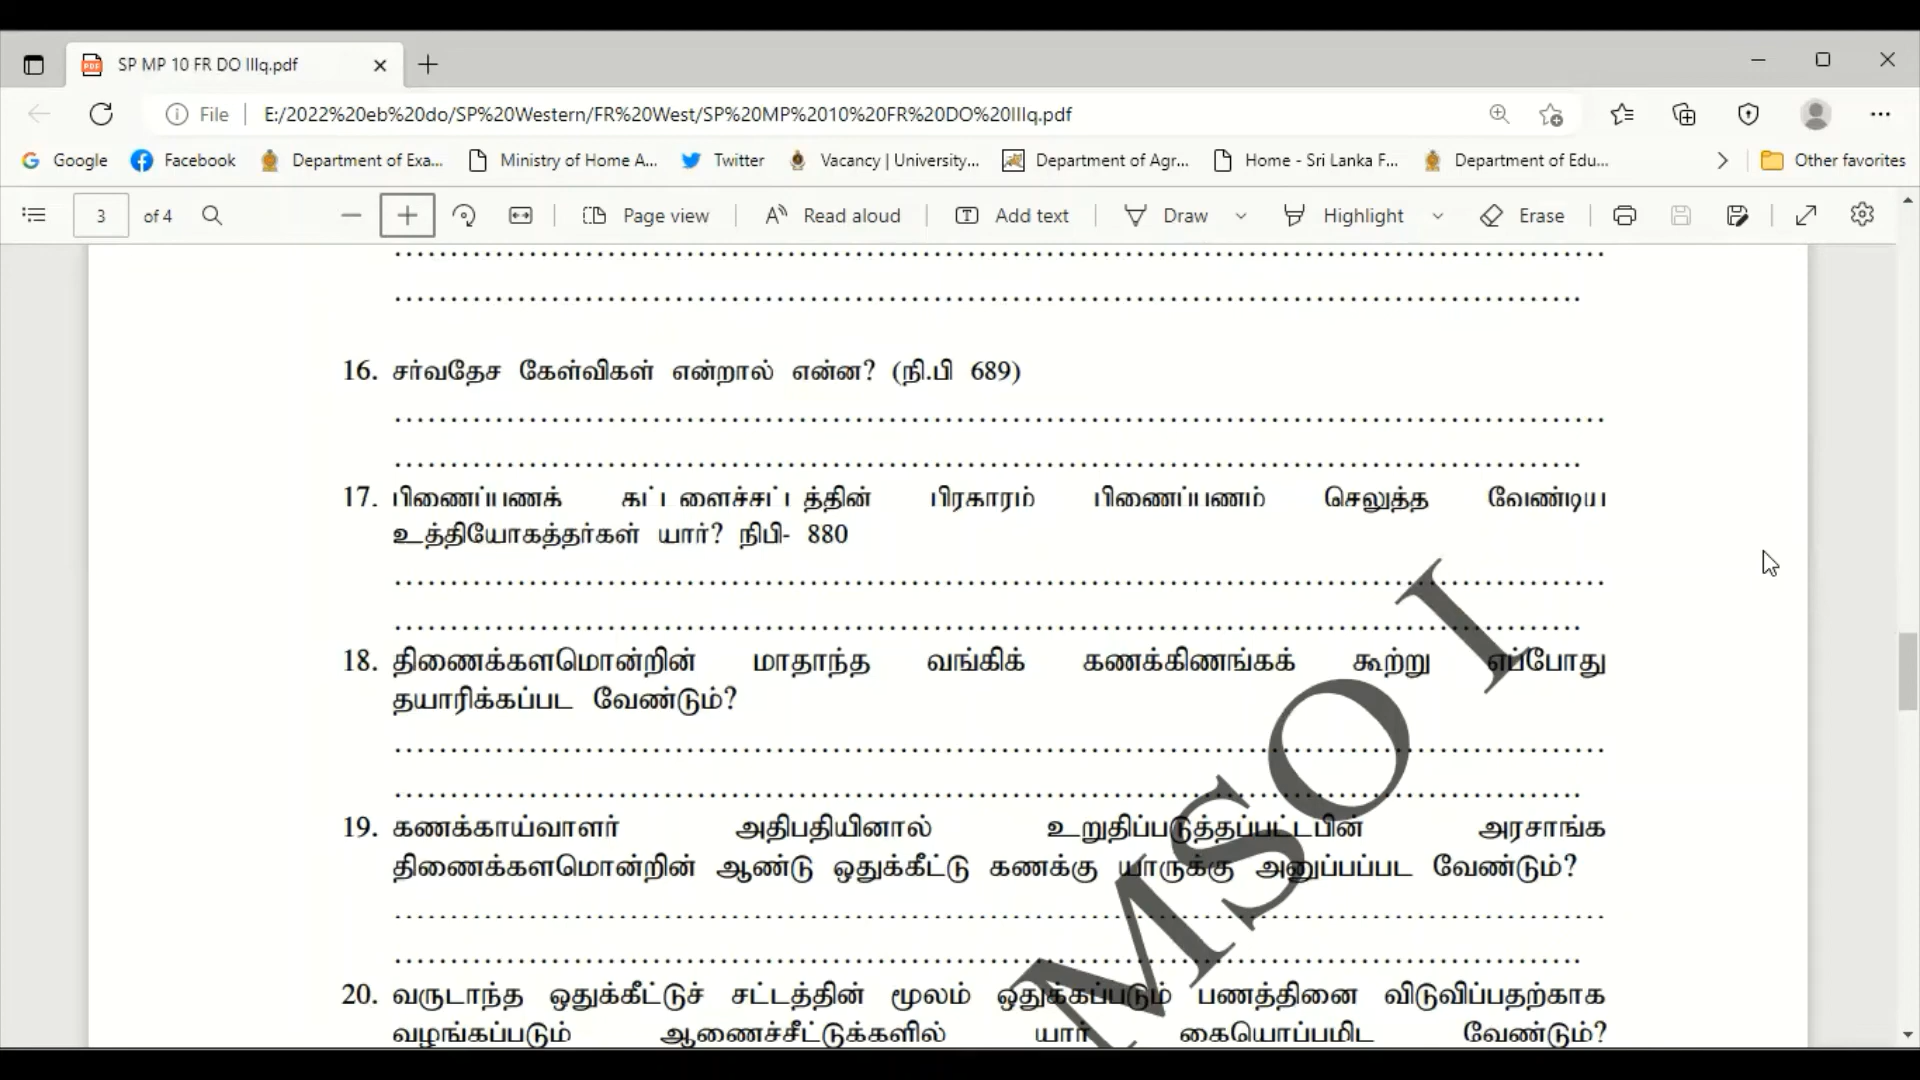 SP MP 10 FR DO IIIq.pdf
File
E:/2022%20eb%20do/SP%20Western/FR%20West/SP%20MP%2010%20FR%20DO%20IIIq.pdf
Google Facebook Department of Exa... Ministry of Home A... Twitter Vacancy | University... Department of Agr... Home - Sri Lanka F... Department of Edu... Other favorites
3 of 4 Page view Read aloud Add text Draw Highlight Erase
16. சர்வதேச கேள்விகள் என்றால் என்ன? (நி.பி 689)
17. பிணைப்பணக் கட்டளைச்சட்டத்தின் பிரகாரம் பிணைப்பணம் செலுத்த வேண்டிய
உத்தியோகத்தர்கள் யார்? நிபி- 880
18. திணைக்களமொன்றின் மாதாந்த வங்கிக் கணக்கிணங்கக் கூற்று எப்போது
தயாரிக்கப்பட வேண்டும்?
19. கணக்காய்வாளர் அதிபதியினால் உறுதிப்படுத்தப்பட்டபின் அரசாங்க
திணைக்களமொன்றின் ஆண்டு ஒதுக்கீட்டு கணக்கு யாருக்கு அனுப்பப்பட வேண்டும்?
20. வருடாந்த ஒதுக்கீட்டுச் சட்டத்தின் மூலம் ஒதுக்கப்படும் பணத்தினை விடுவிப்பதற்காக
வழங்கப்படும் ஆணைச்சீட்டுக்களில் யார் கையொப்பமிட வேண்டும்?
MSO I